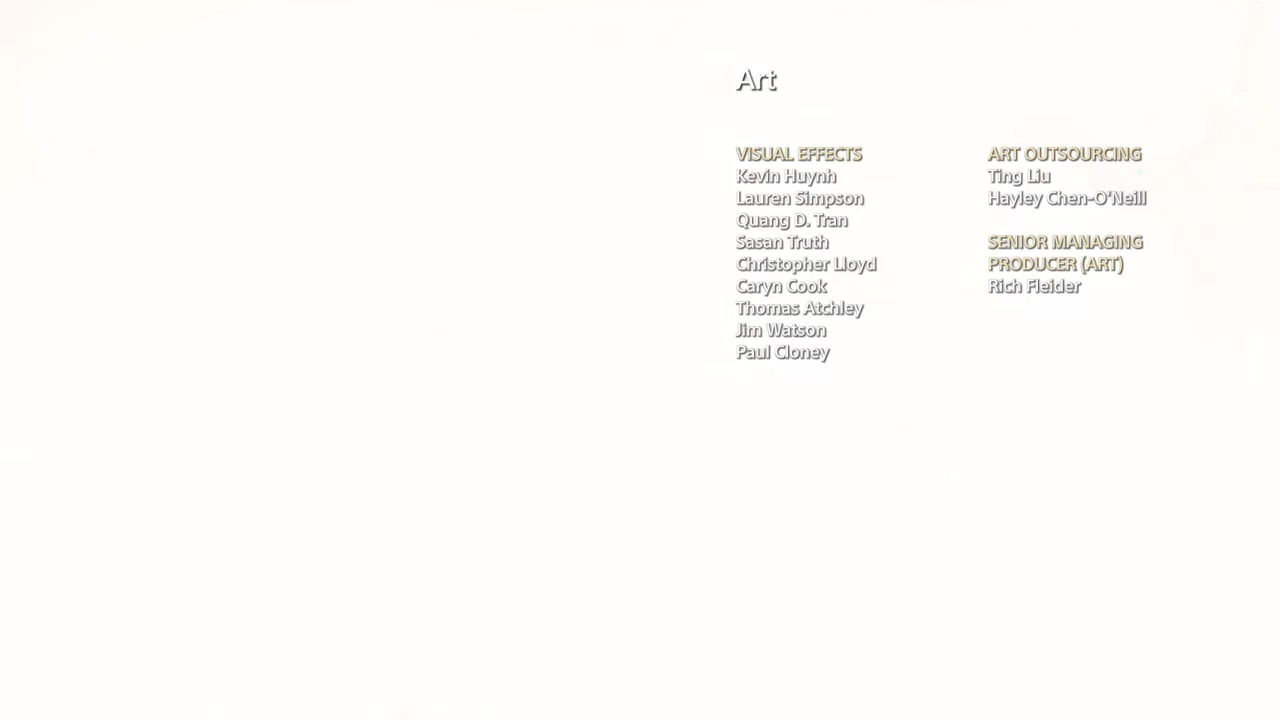 Art
VISUAL EFFECTS
Kevin Huynh
Lauren Simpson
Quang D. Tran
Sasan Truth
Christopher Lloyd
Caryn Cook
Thomas Atchley
Jim Watson
Paul Cloney
ART OUTSOURCING
Ting Liu
Hayley Chen-O'Neill
SENIOR MANAGING
PRODUCER (ART)
Rich Fleider